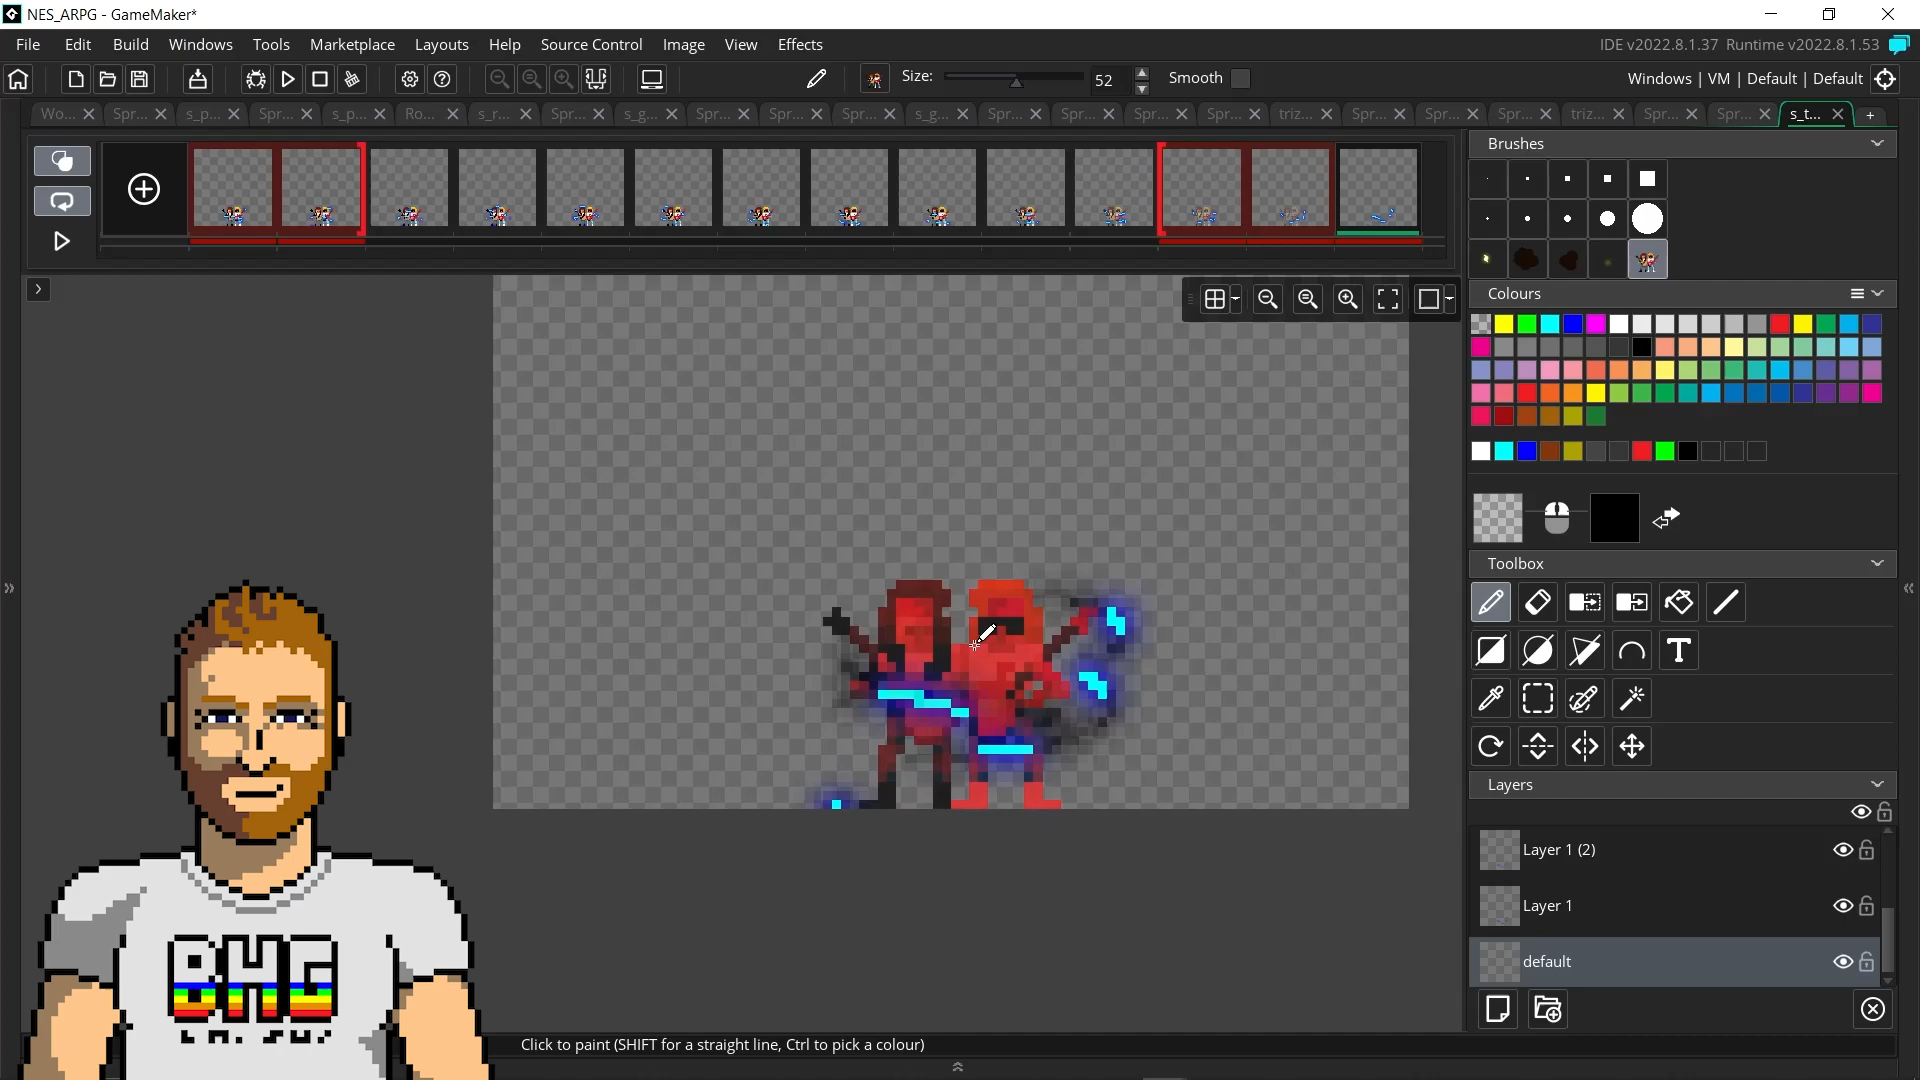 NES_ARPG - GameMaker*
File Edit Build Windows Tools Marketplace Layouts Help Source Control Image View Effects
IDE v2022.8.1.37 Runtime v2022.8.1.53
Size: 52 Smooth
Windows | VM | Default | Default
Wo... Spr... s_p... Spr... s_p... Ro... s_r... Spr... s_g... Spr... Spr... Spr... s_g... Spr... Spr... Spr... Spr... triz... Spr... Spr... Spr... triz... Spr... Spr... s_t...
Brushes
Colours
Toolbox
T
Layers
Layer 1 (2)
Layer 1
default
BHG
Click to paint (SHIFT for a straight line, Ctrl to pick a colour)